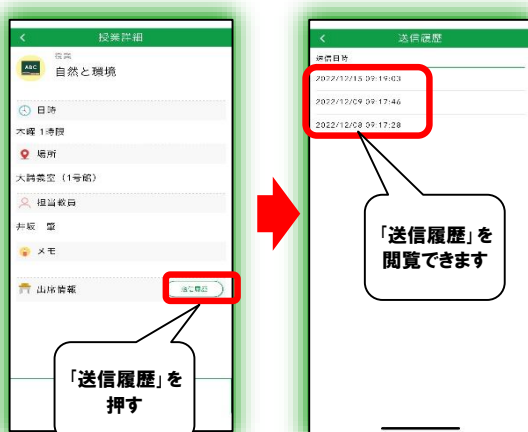 授業詳細
授業
ABC
自然と環境
日時
木曜 1時限
場所
大講義室（1号館）
担当教員
井坂 肇
メモ
出席情報
送信履歴
「送信履歴」を
押す
送信履歴
送信日時
2022/12/15 09:19:03
2022/12/09 09:17:46
2022/12/08 09:17:28
「送信履歴」を
閲覧できます